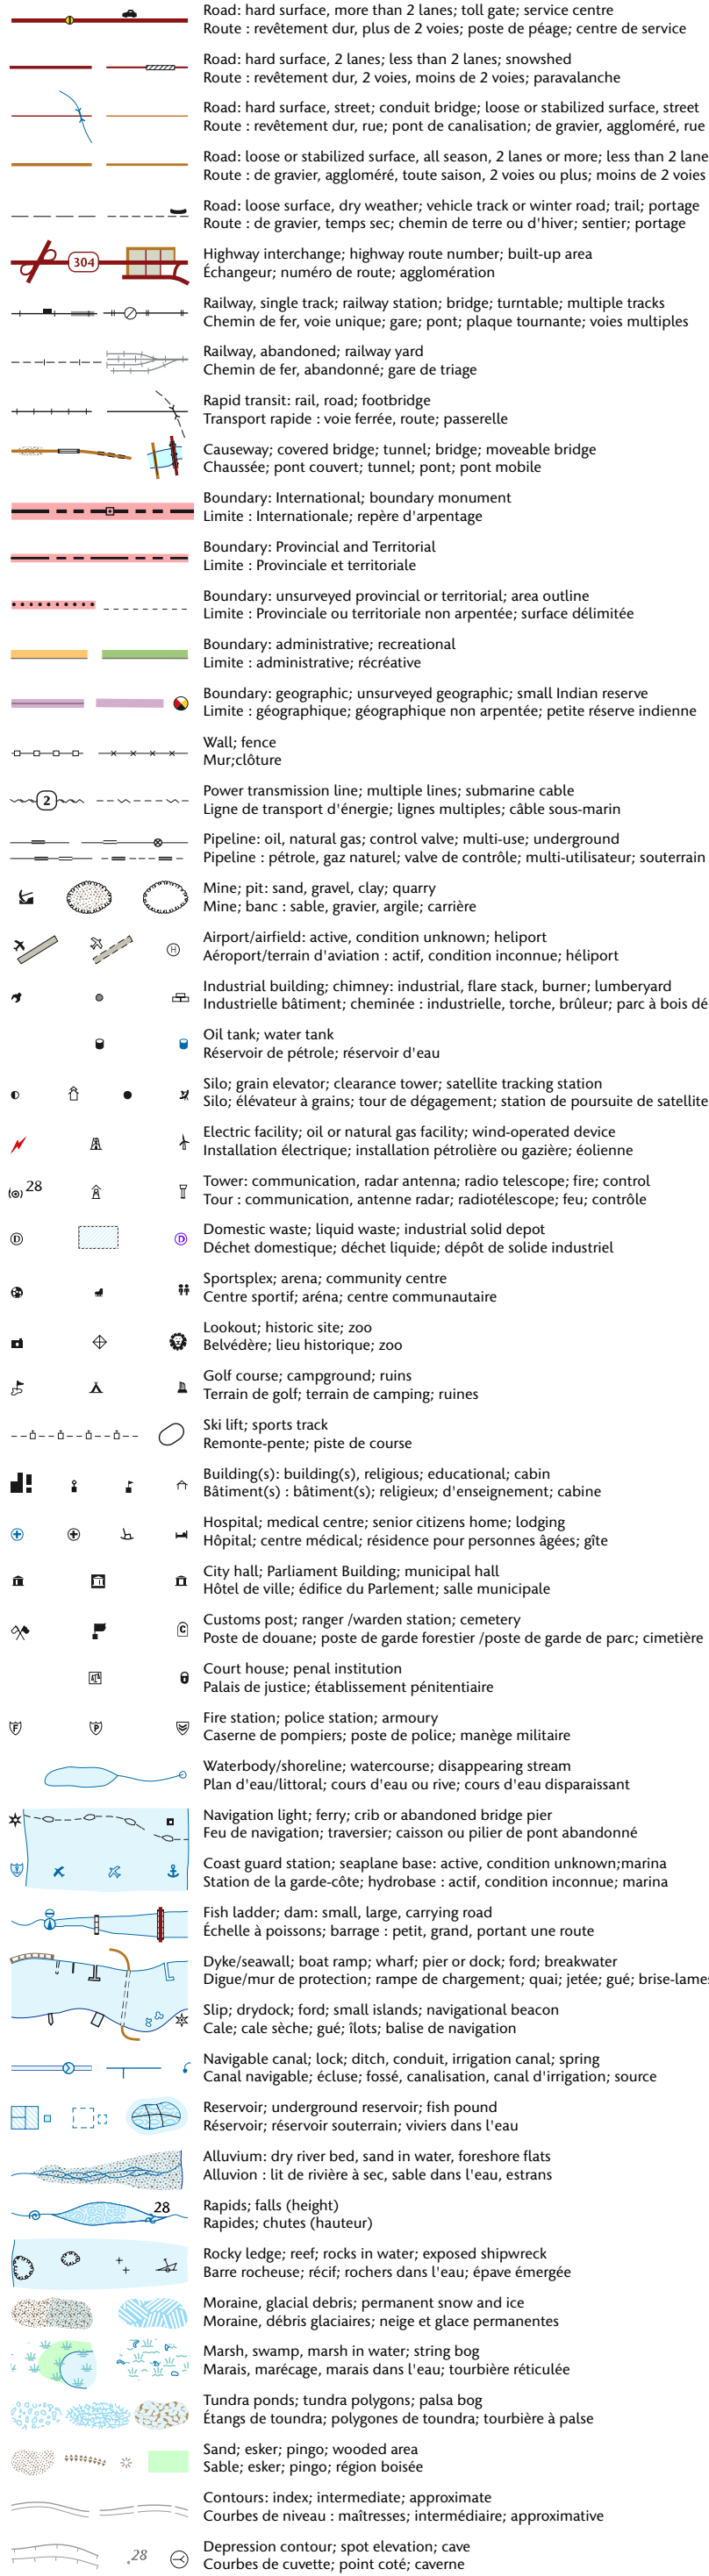 Road: hard surface, more than 2 lanes; toll gate; service centre
Route : revêtement dur, plus de 2 voies; poste de péage; centre de service
Road: hard surface, 2 lanes; less than 2 lanes; snowshed
Route : revêtement dur, 2 voies, moins de 2 voies; paravalanche
Road: hard surface, street; conduit bridge; loose or stabilized surface, street
Route : revêtement dur, rue; pont de canalisation; de gravier, aggloméré, rue
Road: loose or stabilized surface, all season, 2 lanes or more; less than 2 lane
Route : de gravier, aggloméré, toute saison, 2 voies ou plus; moins de 2 voies
Road: loose surface, dry weather; vehicle track or winter road; trail; portage
Route : de gravier, temps sec; chemin de terre ou d'hiver; sentier; portage
304
Highway interchange; highway route number; built-up area
Échangeur; numéro de route; agglomération
Railway, single track; railway station; bridge; turntable; multiple tracks
Chemin de fer, voie unique; gare; pont; plaque tournante; voies multiples
Railway, abandoned; railway yard
Chemin de fer, abandonné; gare de triage
Rapid transit: rail, road; footbridge
Transport rapide : voie ferrée, route; passerelle
Causeway; covered bridge; tunnel; bridge; moveable bridge
Chaussée; pont couvert; tunnel; pont; pont mobile
Boundary: International; boundary monument
Limite : Internationale; repère d'arpentage
Boundary: Provincial and Territorial
Limite : Provinciale et territoriale
Boundary: unsurveyed provincial or territorial; area outline
Limite : Provinciale ou territoriale non arpentée; surface délimitée
Boundary: administrative; recreational
Limite : administrative; récréative
Boundary: geographic; unsurveyed geographic; small Indian reserve
Limite : géographique; géographique non arpentée; petite réserve indienne
Wall; fence
Mur;clôture
2
Power transmission line; multiple lines; submarine cable
Ligne de transport d'énergie; lignes multiples; câble sous-marin
Pipeline: oil, natural gas; control valve; multi-use; underground
Pipeline : pétrole, gaz naturel; valve de contrôle; multi-utilisateur; souterrain
Mine; pit: sand, gravel, clay; quarry
Mine; banc : sable, gravier, argile; carrière
H
Airport/airfield: active, condition unknown; heliport
Aéroport/terrain d'aviation : actif, condition inconnue; héliport
Industrial building; chimney: industrial, flare stack, burner; lumberyard
Industrielle bâtiment; cheminée : industrielle, torche, brûleur; parc à bois dé
Oil tank; water tank
Réservoir de pétrole; réservoir d'eau
Silo; grain elevator; clearance tower; satellite tracking station
Silo; élévateur à grains; tour de dégagement; station de poursuite de satellite
Electric facility; oil or natural gas facility; wind-operated device
Installation électrique; installation pétrolière ou gazière; éolienne
28
Tower: communication, radar antenna; radio telescope; fire; control
Tour : communication, antenne radar; radiotélescope; feu; contrôle
D D
Domestic waste; liquid waste; industrial solid depot
Déchet domestique; déchet liquide; dépôt de solide industriel
Sportsplex; arena; community centre
Centre sportif; aréna; centre communautaire
Lookout; historic site; zoo
Belvédère; lieu historique; zoo
Golf course; campground; ruins
Terrain de golf; terrain de camping; ruines
Ski lift; sports track
Remonte-pente; piste de course
Building(s): building(s), religious; educational; cabin
Bâtiment(s) : bâtiment(s); religieux; d'enseignement; cabine
Hospital; medical centre; senior citizens home; lodging
Hôpital; centre médical; résidence pour personnes âgées; gîte
City hall; Parliament Building; municipal hall
Hôtel de ville; édifice du Parlement; salle municipale
C
Customs post; ranger /warden station; cemetery
Poste de douane; poste de garde forestier /poste de garde de parc; cimetière
Court house; penal institution
Palais de justice; établissement pénitentiaire
F P
Fire station; police station; armoury
Caserne de pompiers; poste de police; manège militaire
Waterbody/shoreline; watercourse; disappearing stream
Plan d'eau/littoral; cours d'eau ou rive; cours d'eau disparaissant
Navigation light; ferry; crib or abandoned bridge pier
Feu de navigation; traversier; caisson ou pilier de pont abandonné
Coast guard station; seaplane base: active, condition unknown;marina
Station de la garde-côte; hydrobase : actif, condition inconnue; marina
Fish ladder; dam: small, large, carrying road
Échelle à poissons; barrage : petit, grand, portant une route
Dyke/seawall; boat ramp; wharf; pier or dock; ford; breakwater
Digue/mur de protection; rampe de chargement; quai; jetée; gué; brise-lames
Slip; drydock; ford; small islands; navigational beacon
Cale; cale sèche; gué; îlots; balise de navigation
Navigable canal; lock; ditch, conduit, irrigation canal; spring
Canal navigable; écluse; fossé, canalisation, canal d'irrigation; source
Reservoir; underground reservoir; fish pound
Réservoir; réservoir souterrain; viviers dans l'eau
Alluvium: dry river bed, sand in water, foreshore flats
Alluvion : lit de rivière à sec, sable dans l'eau, estrans
28
Rapids; falls (height)
Rapides; chutes (hauteur)
Rocky ledge; reef; rocks in water; exposed shipwreck
Barre rocheuse; récif; rochers dans l'eau; épave émergée
Moraine, glacial debris; permanent snow and ice
Moraine, débris glaciaires; neige et glace permanentes
Marsh, swamp, marsh in water; string bog
Marais, marécage, marais dans l'eau; tourbière réticulée
Tundra ponds; tundra polygons; palsa bog
Étangs de toundra; polygones de toundra; tourbière à palse
Sand; esker; pingo; wooded area
Sable; esker; pingo; région boisée
Contours: index; intermediate; approximate
Courbes de niveau : maîtresses; intermédiaire; approximative
.28
Depression contour; spot elevation; cave
Courbes de cuvette; point coté; caverne